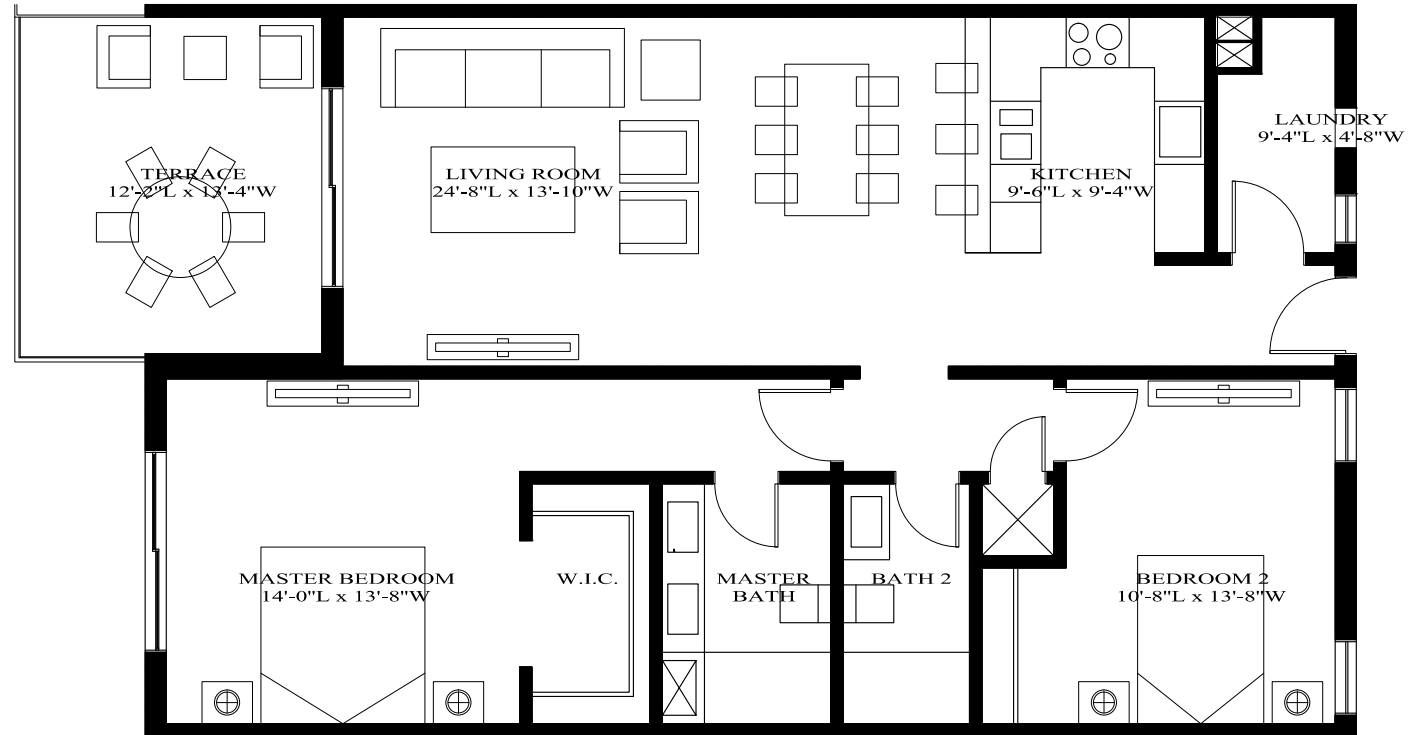 LAUNDRY
9'-4"L x 4'-8"W
TERRACE
12'-2"L x 13'-4"W
LIVING ROOM
24'-8"L x 13'-10"W
KITCHEN
9'-6"L x 9'-4"W
MASTER BEDROOM
14'-0"L x 13'-8"W
W.I.C.
MASTER
BATH
BATH 2
BEDROOM 2
10'-8"L x 13'-8"W